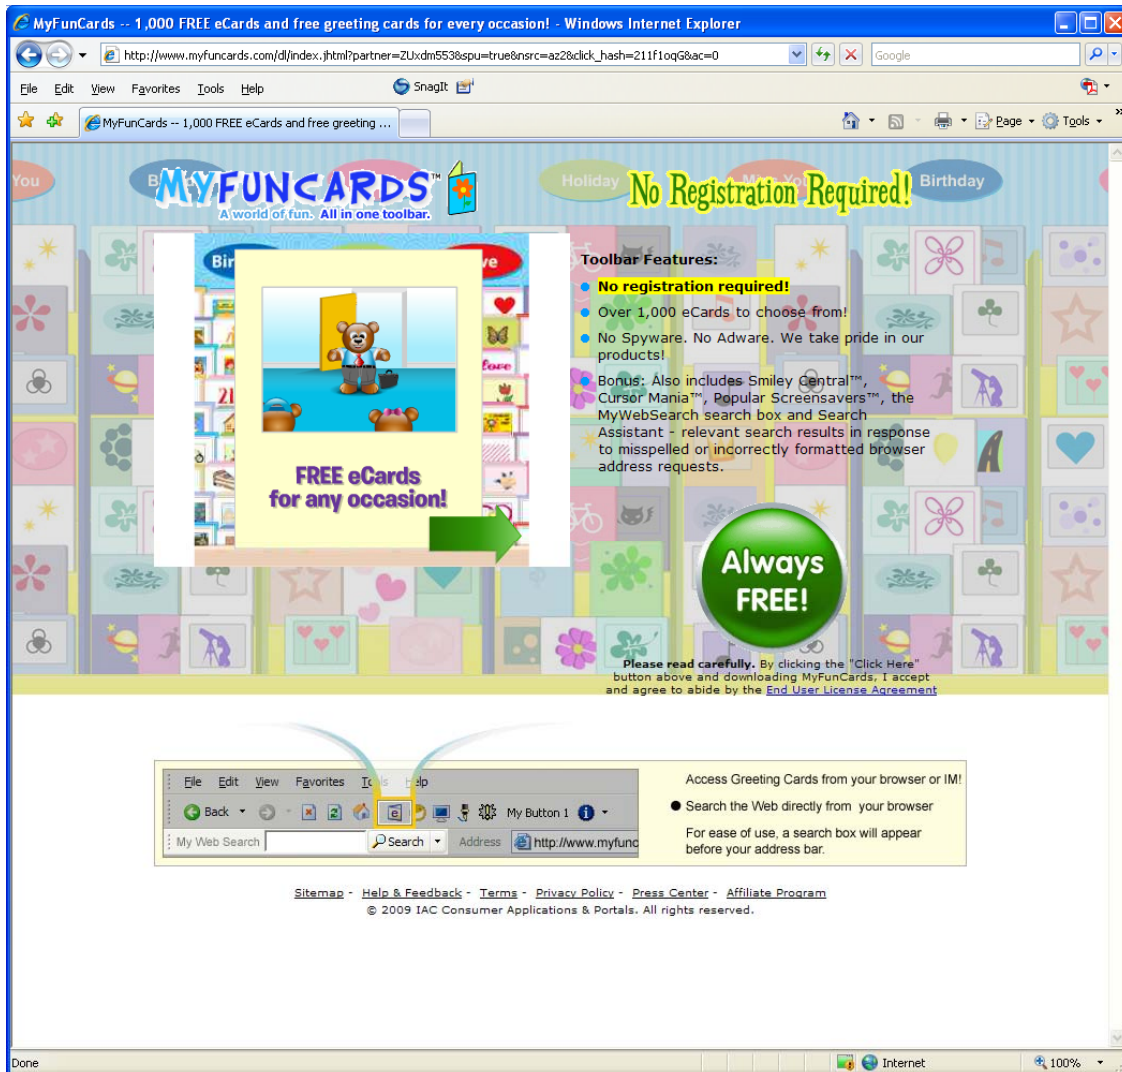 MyFunCards -- 1,000 FREE eCards and free greeting cards for every occasion! - Windows Internet Explorer
http://www.myfuncards.com/dl/index.jhtml?partner=ZUxdm553&spu=true&nsrc=az2&click_hash=211f1oqG&ac=0
Google
File Edit View Favorites Tools Help
SnagIt
MyFunCards -- 1,000 FREE eCards and free greeting ...
Page Tools
You
Holiday
Birthday
MYFUNCARDS™
A world of fun. All in one toolbar.
No Registration Required!
FREE eCards
for any occasion!
Toolbar Features:
No registration required!
Over 1,000 eCards to choose from!
No Spyware. No Adware. We take pride in our
products!
Bonus: Also includes Smiley Central™,
Cursor Mania™, Popular Screensavers™, the
MyWebSearch search box and Search
Assistant - relevant search results in response
to misspelled or incorrectly formatted browser
address requests.
Always
FREE!
Please read carefully. By clicking the "Click Here"
button above and downloading MyFunCards, I accept
and agree to abide by the End User License Agreement
File Edit View Favorites Tools Help
Back My Button 1
My Web Search Search Address http://www.myfunc
Access Greeting Cards from your browser or IM!
Search the Web directly from your browser
For ease of use, a search box will appear
before your address bar.
Sitemap - Help & Feedback - Terms - Privacy Policy - Press Center - Affiliate Program
© 2009 IAC Consumer Applications & Portals. All rights reserved.
Done
Internet
100%